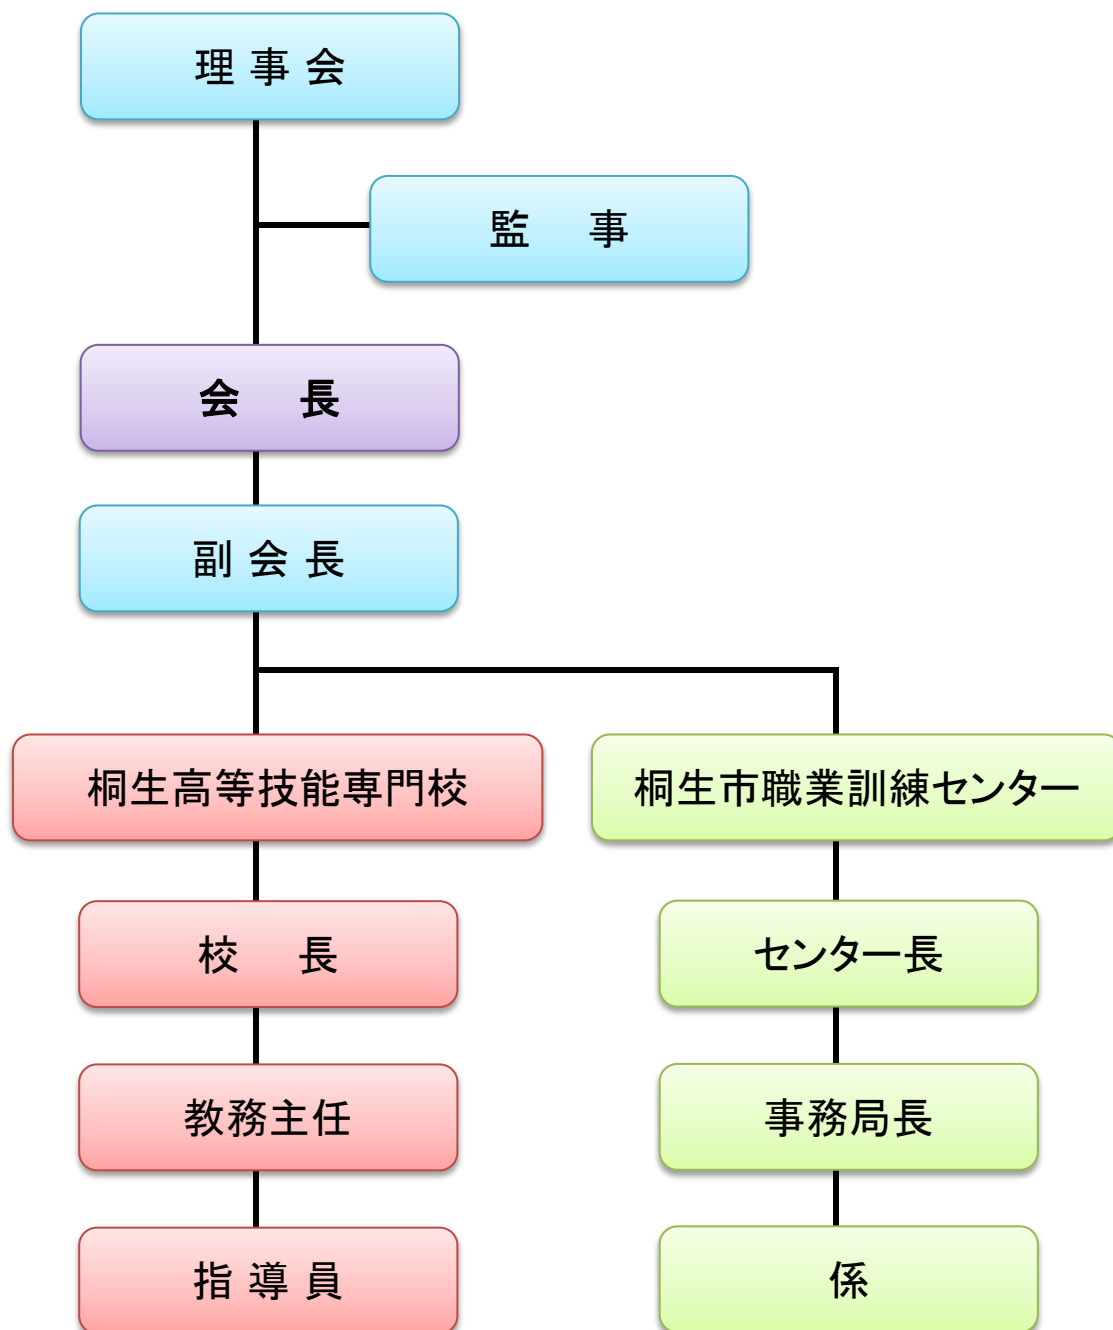 理事会
監　事
会　長
副会長
桐生高等技能専門校
桐生市職業訓練センター
校　長
センター長
教務主任
事務局長
指導員
係